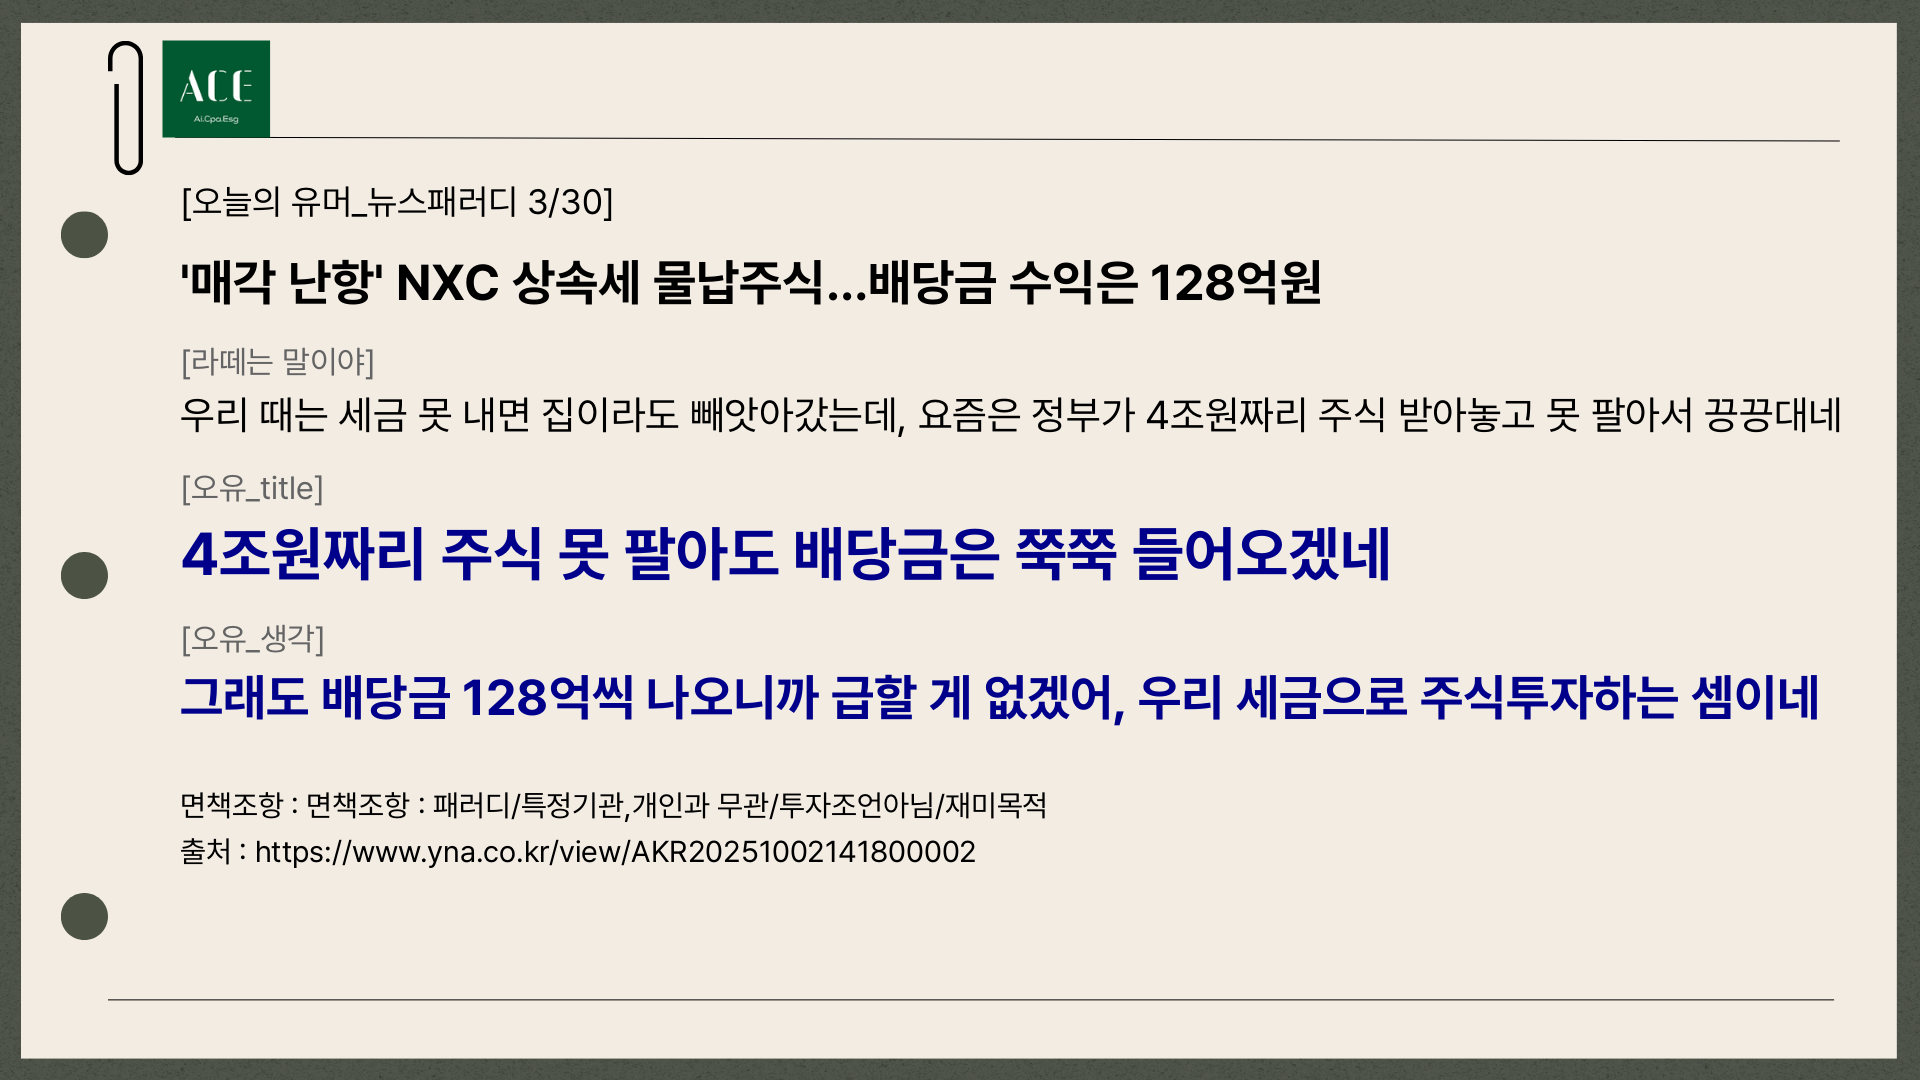 ACE
Ai.Cpa.Esg
[오늘의 유머_뉴스패러디 3/30]
'매각 난항' NXC 상속세 물납주식...배당금 수익은 128억원
[라떼는 말이야]
우리 때는 세금 못 내면 집이라도 빼앗아갔는데, 요즘은 정부가 4조원짜리 주식 받아놓고 못 팔아서 끙끙대네
[오유_title]
4조원짜리 주식 못 팔아도 배당금은 쭉쭉 들어오겠네
[오유_생각]
그래도 배당금 128억씩 나오니까 급할 게 없겠어, 우리 세금으로 주식투자하는 셈이네
면책조항 : 면책조항 : 패러디/특정기관,개인과 무관/투자조언아님/재미목적
출처 : https://www.yna.co.kr/view/AKR20251002141800002